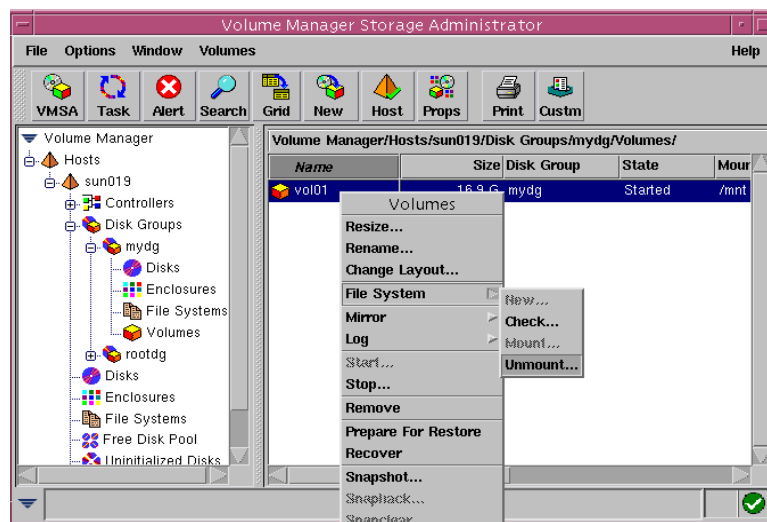 Volume Manager Storage Administrator
File Options Window Volumes Help
VMSA Task Alert Search Grid New Host Props Print Custm
Volume Manager
Hosts
sun019
Controllers
Disk Groups
mydg
Disks
Enclosures
File Systems
Volumes
rootdg
Disks
Enclosures
File Systems
Free Disk Pool
Uninitialized Disks
Volume Manager/Hosts/sun019/Disk Groups/mydg/Volumes/
Name Size Disk Group State Moun
vol01 16.9 G mydg Started /mnt
Volumes
Resize...
Rename...
Change Layout...
File System
Mirror
Log
Start...
Stop...
Remove
Prepare For Restore
Recover
Snapshot...
Snapback...
Snapclear
New...
Check...
Mount...
Unmount...